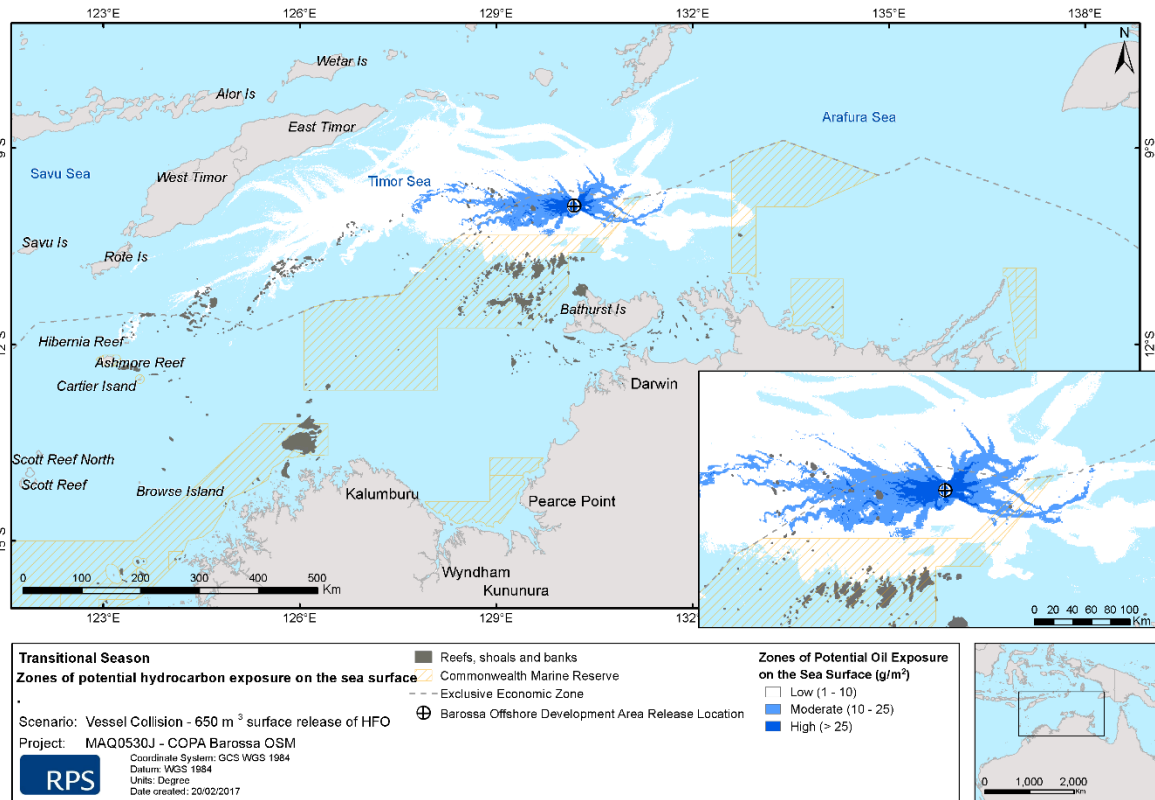 123°E 126°E 129°E 132°E 135°E 138°E
N
Wetar Is
Alor Is
East Timor
Arafura Sea
9°S 9°S
Savu Sea
West Timor
Timor Sea
Savu Is
Rote Is
Bathurst Is
Hibernia Reef
12°S 12°S
Ashmore Reef
Cartier Island
Darwin
Scott Reef North
Scott Reef
Browse Island
Kalumburu
Pearce Point
Wyndham
Kununura
0 100 200 300 400 500
Km
0 20 40 60 80 100
Km
123°E 126°E 129°E 132°E
Transitional Season
Zones of potential hydrocarbon exposure on the sea surface
.
Scenario: Vessel Collision - 650 m ³ surface release of HFO
Project: MAQ0530J - COPA Barossa OSM
RPS
Coordinate System: GCS WGS 1984
Datum: WGS 1984
Units: Degree
Date created: 20/02/2017
Reefs, shoals and banks
Commonwealth Marine Reserve
Exclusive Economic Zone
Barossa Offshore Development Area Release Location
Zones of Potential Oil Exposure
on the Sea Surface (g/m²)
Low (1 - 10)
Moderate (10 - 25)
High (> 25)
0 1,000 2,000
Km